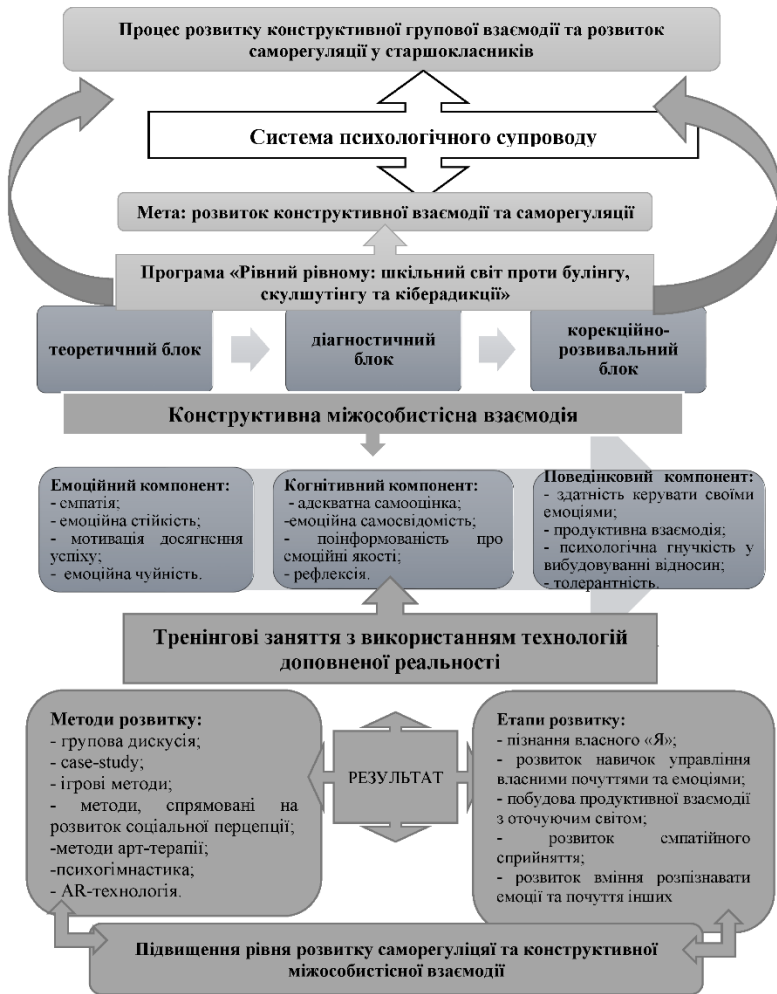 Процес розвитку конструктивної групової взаємодії та розвиток
саморегуляції у старшокласників
Система психологічного супроводу
Мета: розвиток конструктивної взаємодії та саморегуляції
Програма «Рівний рівному: шкільний світ проти булінгу,
скулшутінгу та кіберадикції»
теоретичний блок
діагностичний
блок
корекційно-
розвивальний
блок
Конструктивна міжособистісна взаємодія
Емоційний компонент:
- емпатія;
- емоційна стійкість;
- мотивація досягнення
успіху;
- емоційна чуйність.
Когнітивний компонент:
- адекватна самооцінка;
-емоційна самосвідомість;
- поінформованість про
емоційні якості;
- рефлексія.
Поведінковий компонент:
- здатність керувати своїми
емоціями;
- продуктивна взаємодія;
- психологічна гнучкість у
вибудовуванні відносин;
- толерантність.
Тренінгові заняття з використанням технологій
доповненої реальності
Методи розвитку:
- групова дискусія;
- case-study;
- ігрові методи;
- методи, спрямовані на
розвиток соціальної перцепції;
-методи арт-терапії;
-психогімнастика;
- AR-технологія.
РЕЗУЛЬТАТ
Етапи розвитку:
- пізнання власного «Я»;
- розвиток навичок управління
власними почуттями та емоціями;
- побудова продуктивної взаємодії
з оточуючим світом;
- розвиток емпатійного
сприйняття;
- розвиток вміння розпізнавати
емоції та почуття інших
Підвищення рівня розвитку саморегуліцяї та конструктивної
міжособистісної взаємодії